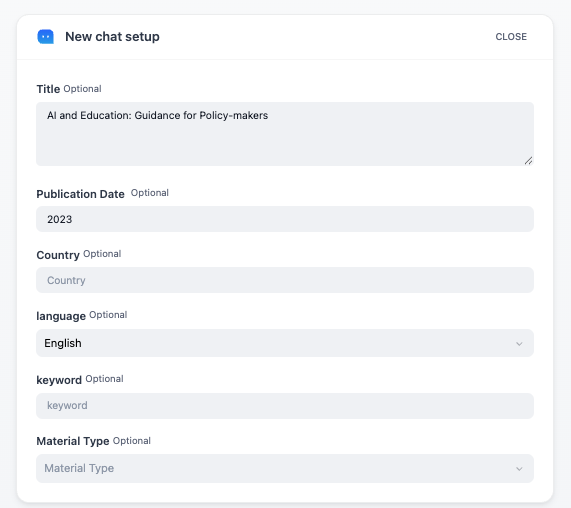 New chat setup
CLOSE
Title Optional
AI and Education: Guidance for Policy-makers
Publication Date Optional
2023
Country Optional
Country
language Optional
English
keyword Optional
keyword
Material Type Optional
Material Type